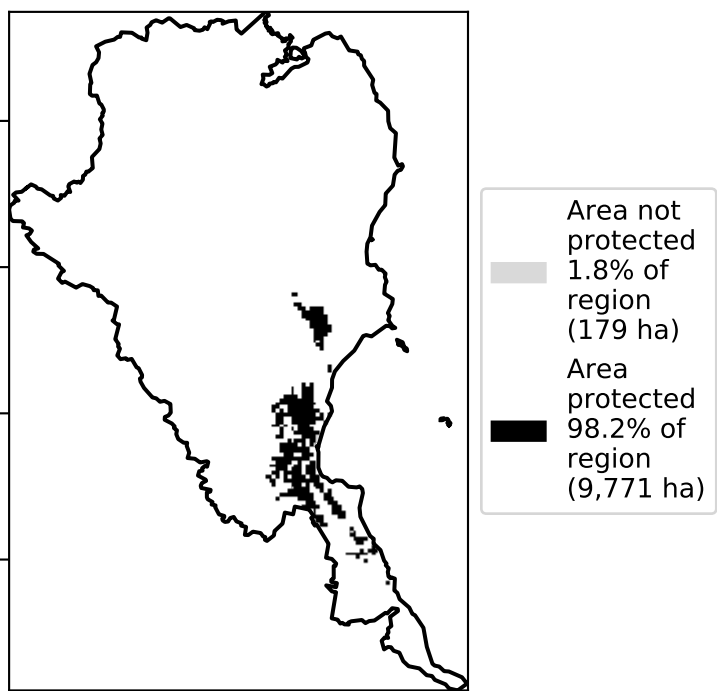 Area not
protected
1.8% of
region
(179 ha)
Area
protected
98.2% of
region
(9,771 ha)